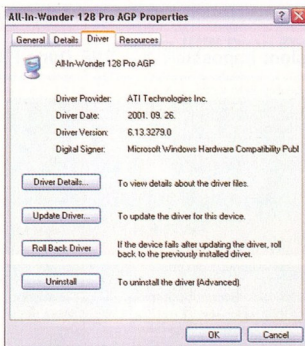 All-In-Wonder 128 Pro AGP Properties
General Details Driver Resources
All-In-Wonder 128 Pro AGP
Driver Provider: ATI Technologies Inc.
Driver Date: 2001. 09. 26.
Driver Version: 6.13.3279.0
Digital Signer: Microsoft Windows Hardware Compatibility Publ
Driver Details... To view details about the driver files.
Update Driver... To update the driver for this device.
Roll Back Driver If the device fails after updating the driver, roll
back to the previously installed driver.
Uninstall To uninstall the driver (Advanced).
OK Cancel